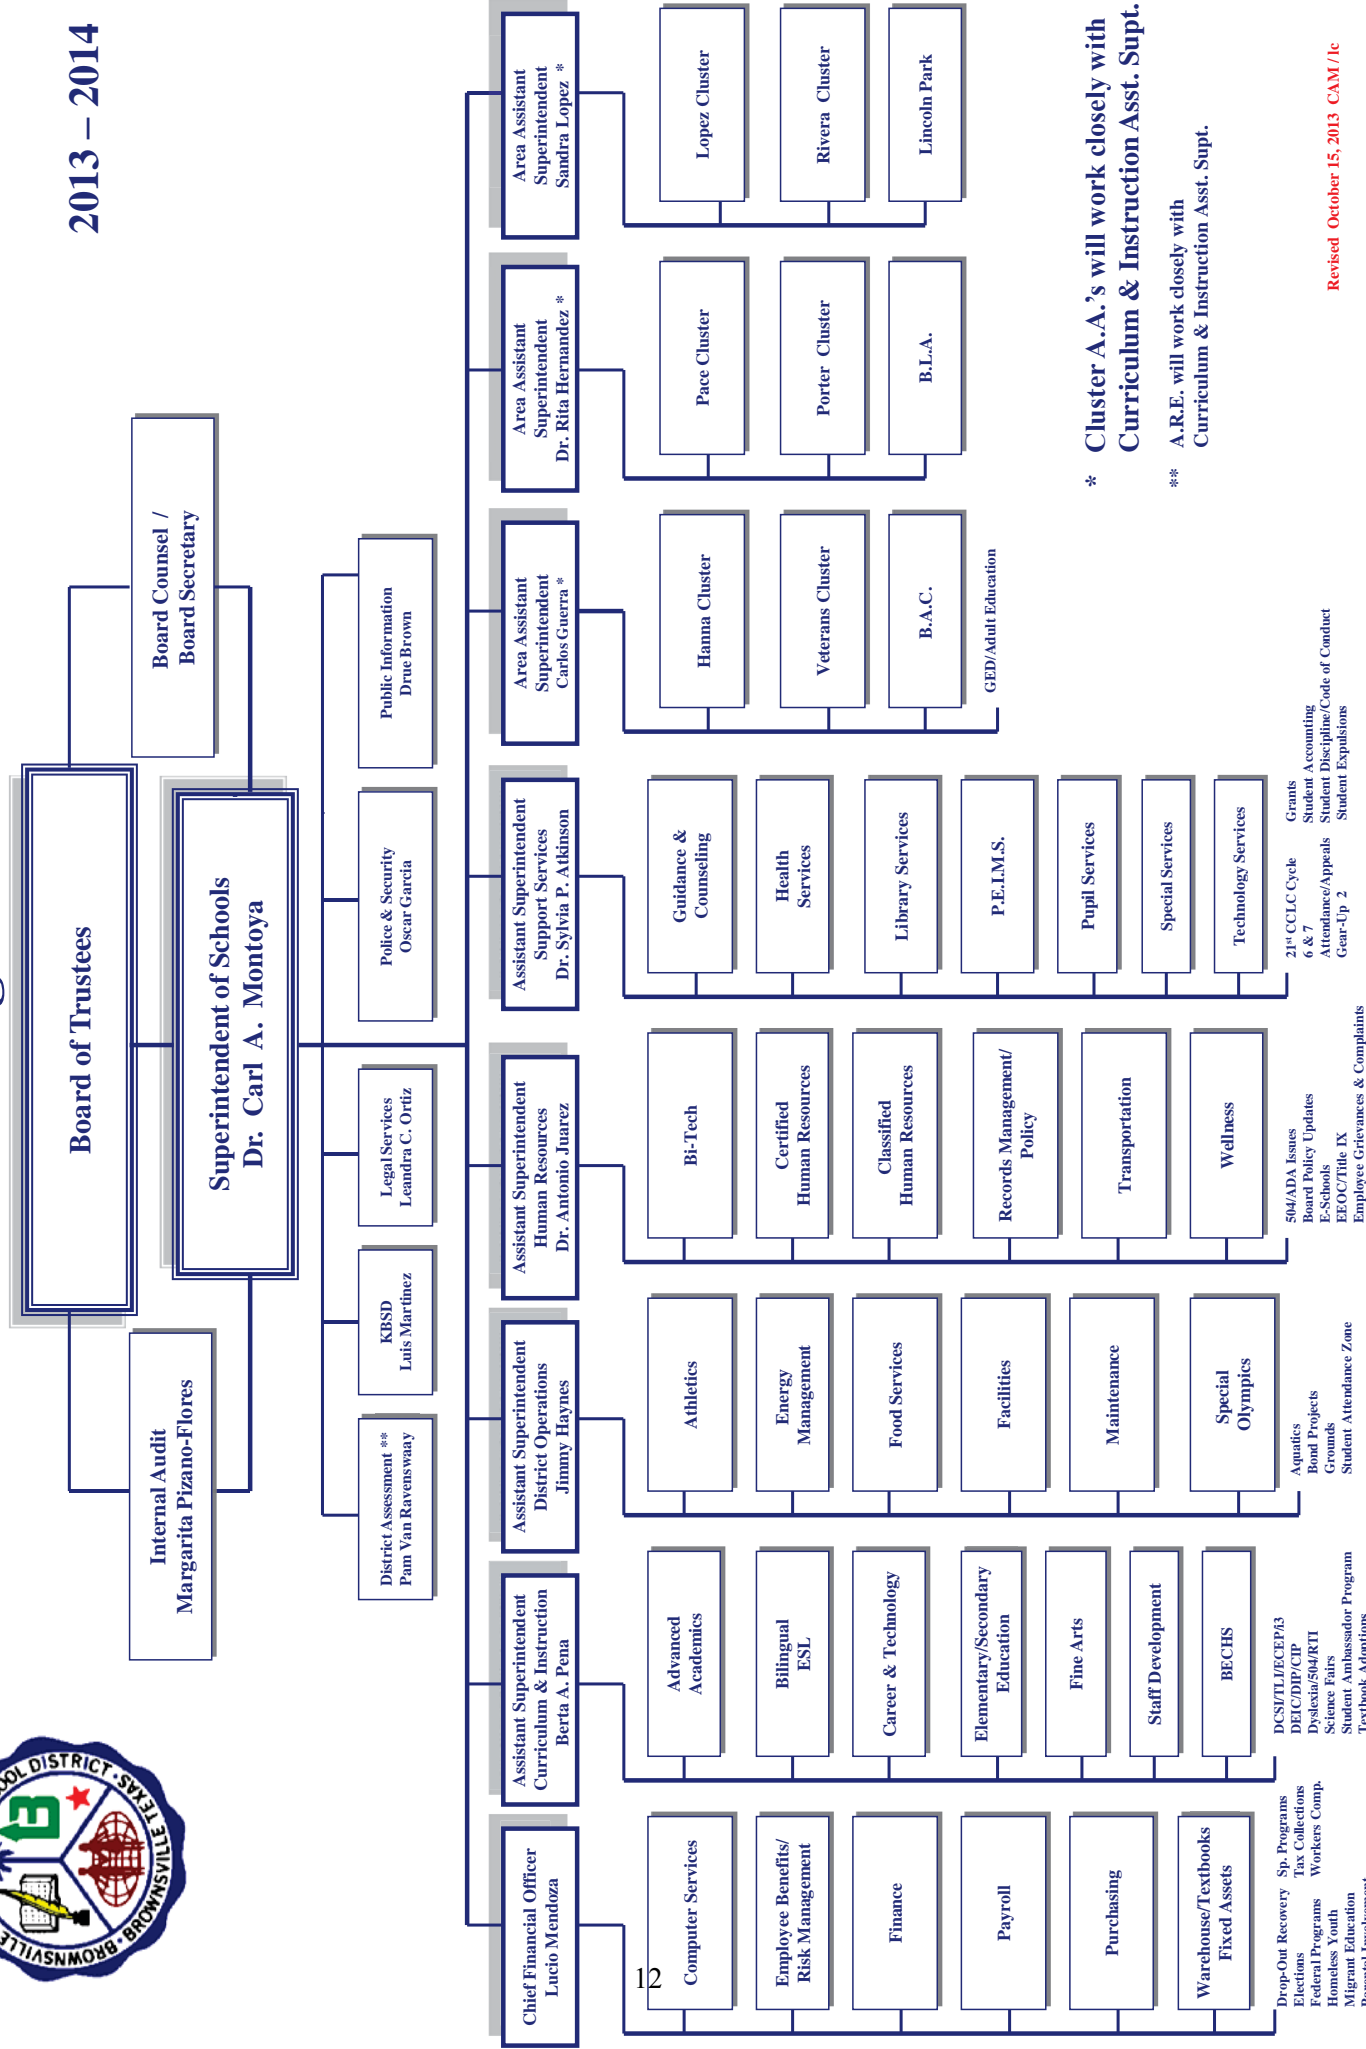 2013 – 2014
Board of Trustees
Board Counsel /
Board Secretary
Internal Audit
Margarita Pizano-Flores
Superintendent of Schools
Dr. Carl A. Montoya
District Assessment **
Pam Van Ravenswaay
KBSD
Luis Martinez
Legal Services
Leandra C. Ortiz
Police & Security
Oscar Garcia
Public Information
Drue Brown
Chief Financial Officer
Lucio Mendoza
Computer Services
Employee Benefits/
Risk Management
Finance
Payroll
Purchasing
Warehouse/Textbooks
Fixed Assets
Drop-Out Recovery
Elections
Federal Programs
Homeless Youth
Migrant Education
Parental Involvement
Sp. Programs
Tax Collections
Workers Comp.
Assistant Superintendent
Curriculum & Instruction
Berta A. Pena
Advanced
Academics
Bilingual
ESL
Career & Technology
Elementary/Secondary
Education
Fine Arts
Staff Development
BECHS
DCSI/TLI/ECEP/i3
DEIC/DIP/CIP
Dyslexia/504/RTI
Science Fairs
Student Ambassador Program
Textbook Adoptions
Assistant Superintendent
District Operations
Jimmy Haynes
Athletics
Energy
Management
Food Services
Facilities
Maintenance
Special
Olympics
Aquatics
Bond Projects
Grounds
Student Attendance Zone
Assistant Superintendent
Human Resources
Dr. Antonio Juarez
Bi-Tech
Certified
Human Resources
Classified
Human Resources
Records Management/
Policy
Transportation
Wellness
504/ADA Issues
Board Policy Updates
E-Schools
EEOC/Title IX
Employee Grievances & Complaints
Assistant Superintendent
Support Services
Dr. Sylvia P. Atkinson
Guidance &
Counseling
Health
Services
Library Services
P.E.I.M.S.
Pupil Services
Special Services
Technology Services
21st CCLC Cycle
6 & 7
Attendance/Appeals
Gear-Up 2
Grants
Student Accounting
Student Discipline/Code of Conduct
Student Expulsions
Area Assistant
Superintendent
Carlos Guerra *
Hanna Cluster
Veterans Cluster
B.A.C.
GED/Adult Education
Area Assistant
Superintendent
Dr. Rita Hernandez *
Pace Cluster
Porter Cluster
B.L.A.
Area Assistant
Superintendent
Sandra Lopez *
Lopez Cluster
Rivera Cluster
Lincoln Park
* Cluster A.A.'s will work closely with
Curriculum & Instruction Asst. Supt.
** A.R.E. will work closely with
Curriculum & Instruction Asst. Supt.
Revised October 15, 2013 CAM / lc
12
DISTRICT · BROWNSVILLE TEXAS · BROWNSVILLE